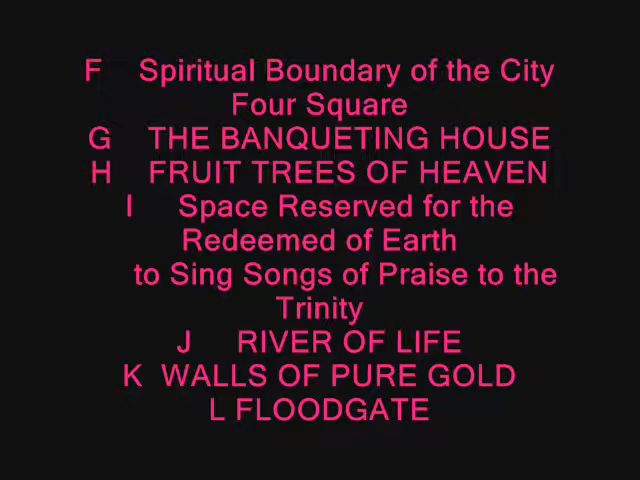 F Spiritual Boundary of the City
Four Square
G THE BANQUETING HOUSE
H FRUIT TREES OF HEAVEN
I Space Reserved for the
Redeemed of Earth
to Sing Songs of Praise to the
Trinity
J RIVER OF LIFE
K WALLS OF PURE GOLD
L FLOODGATE